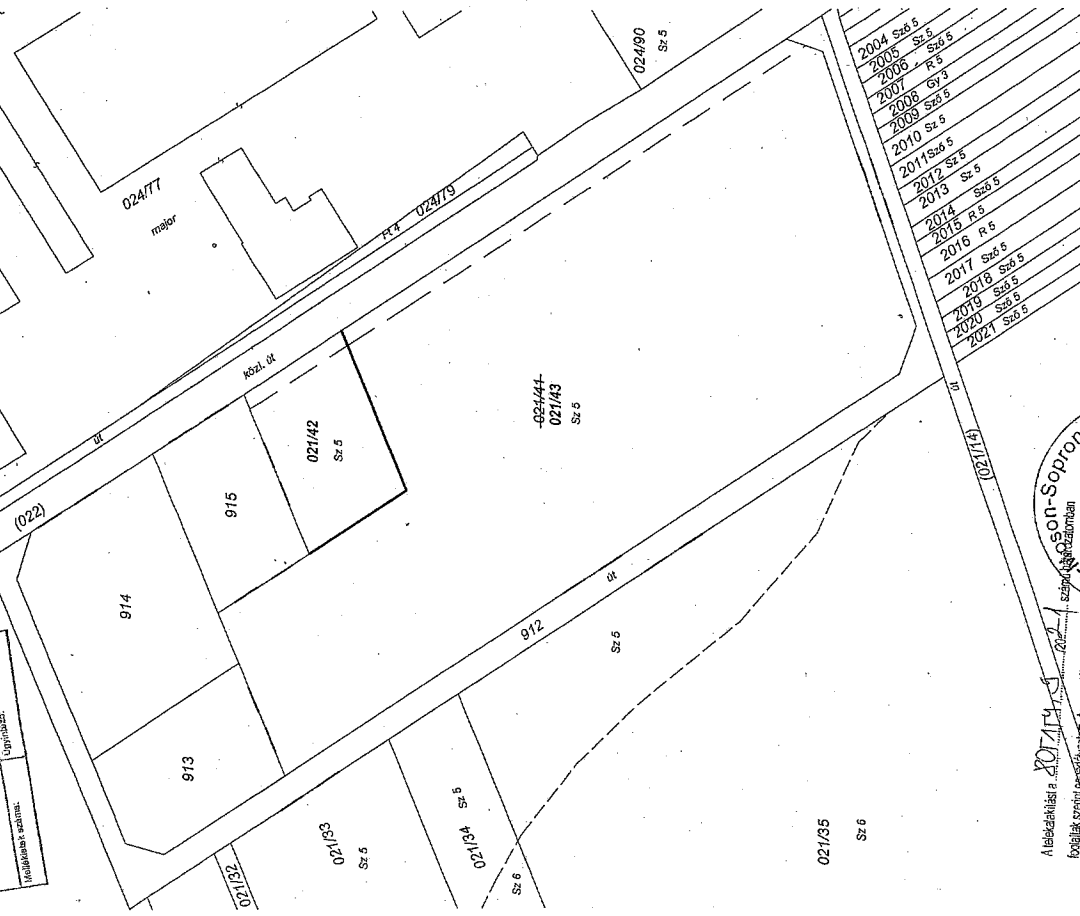 024/90
Sz 5
2004 Sző 5
2005 Sz 5
2006 Sző 5
2007 R 5
2008 Gy 3
2009 Sző 5
2010 Sz 5
2011 Sző 5
2012 Sz 5
2013 Sz 5
2014 Sző 5
2015 R 5
2016 R 5
2017 Sző 5
2018 Sző 5
2019 Sző 5
2020 Sző 5
2021 Sző 5
024/77
major
024/79
közl. út
út
(022)
021/42
Sz 5
021/41
021/43
Sz 5
915
914
913
912
út
Sz 5
út
(021/14)
021/32
021/33
Sz 5
021/34 Sz 5
Sz 6
021/35
Sz 6
Ügyintéző:
Mellékletek száma:
son-Sopron
A telekalakítást a
számú határozatomban
foglaltak szerint